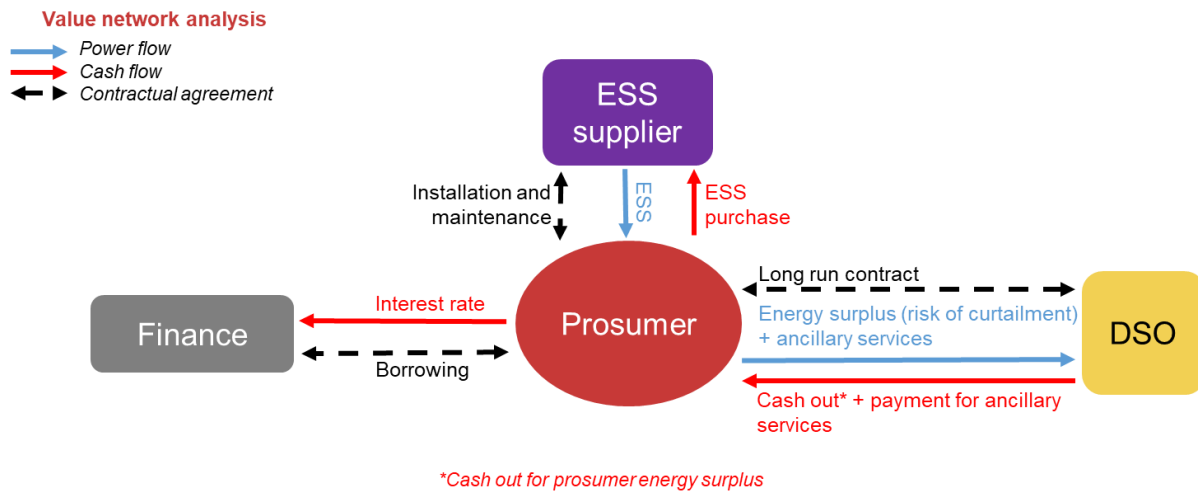 Value network analysis
Power flow
Cash flow
Contractual agreement
ESS
supplier
Installation and
maintenance
ESS
ESS
purchase
Finance
Interest rate
Borrowing
Prosumer
Long run contract
Energy surplus (risk of curtailment)
+ ancillary services
Cash out* + payment for ancillary
services
DSO
*Cash out for prosumer energy surplus